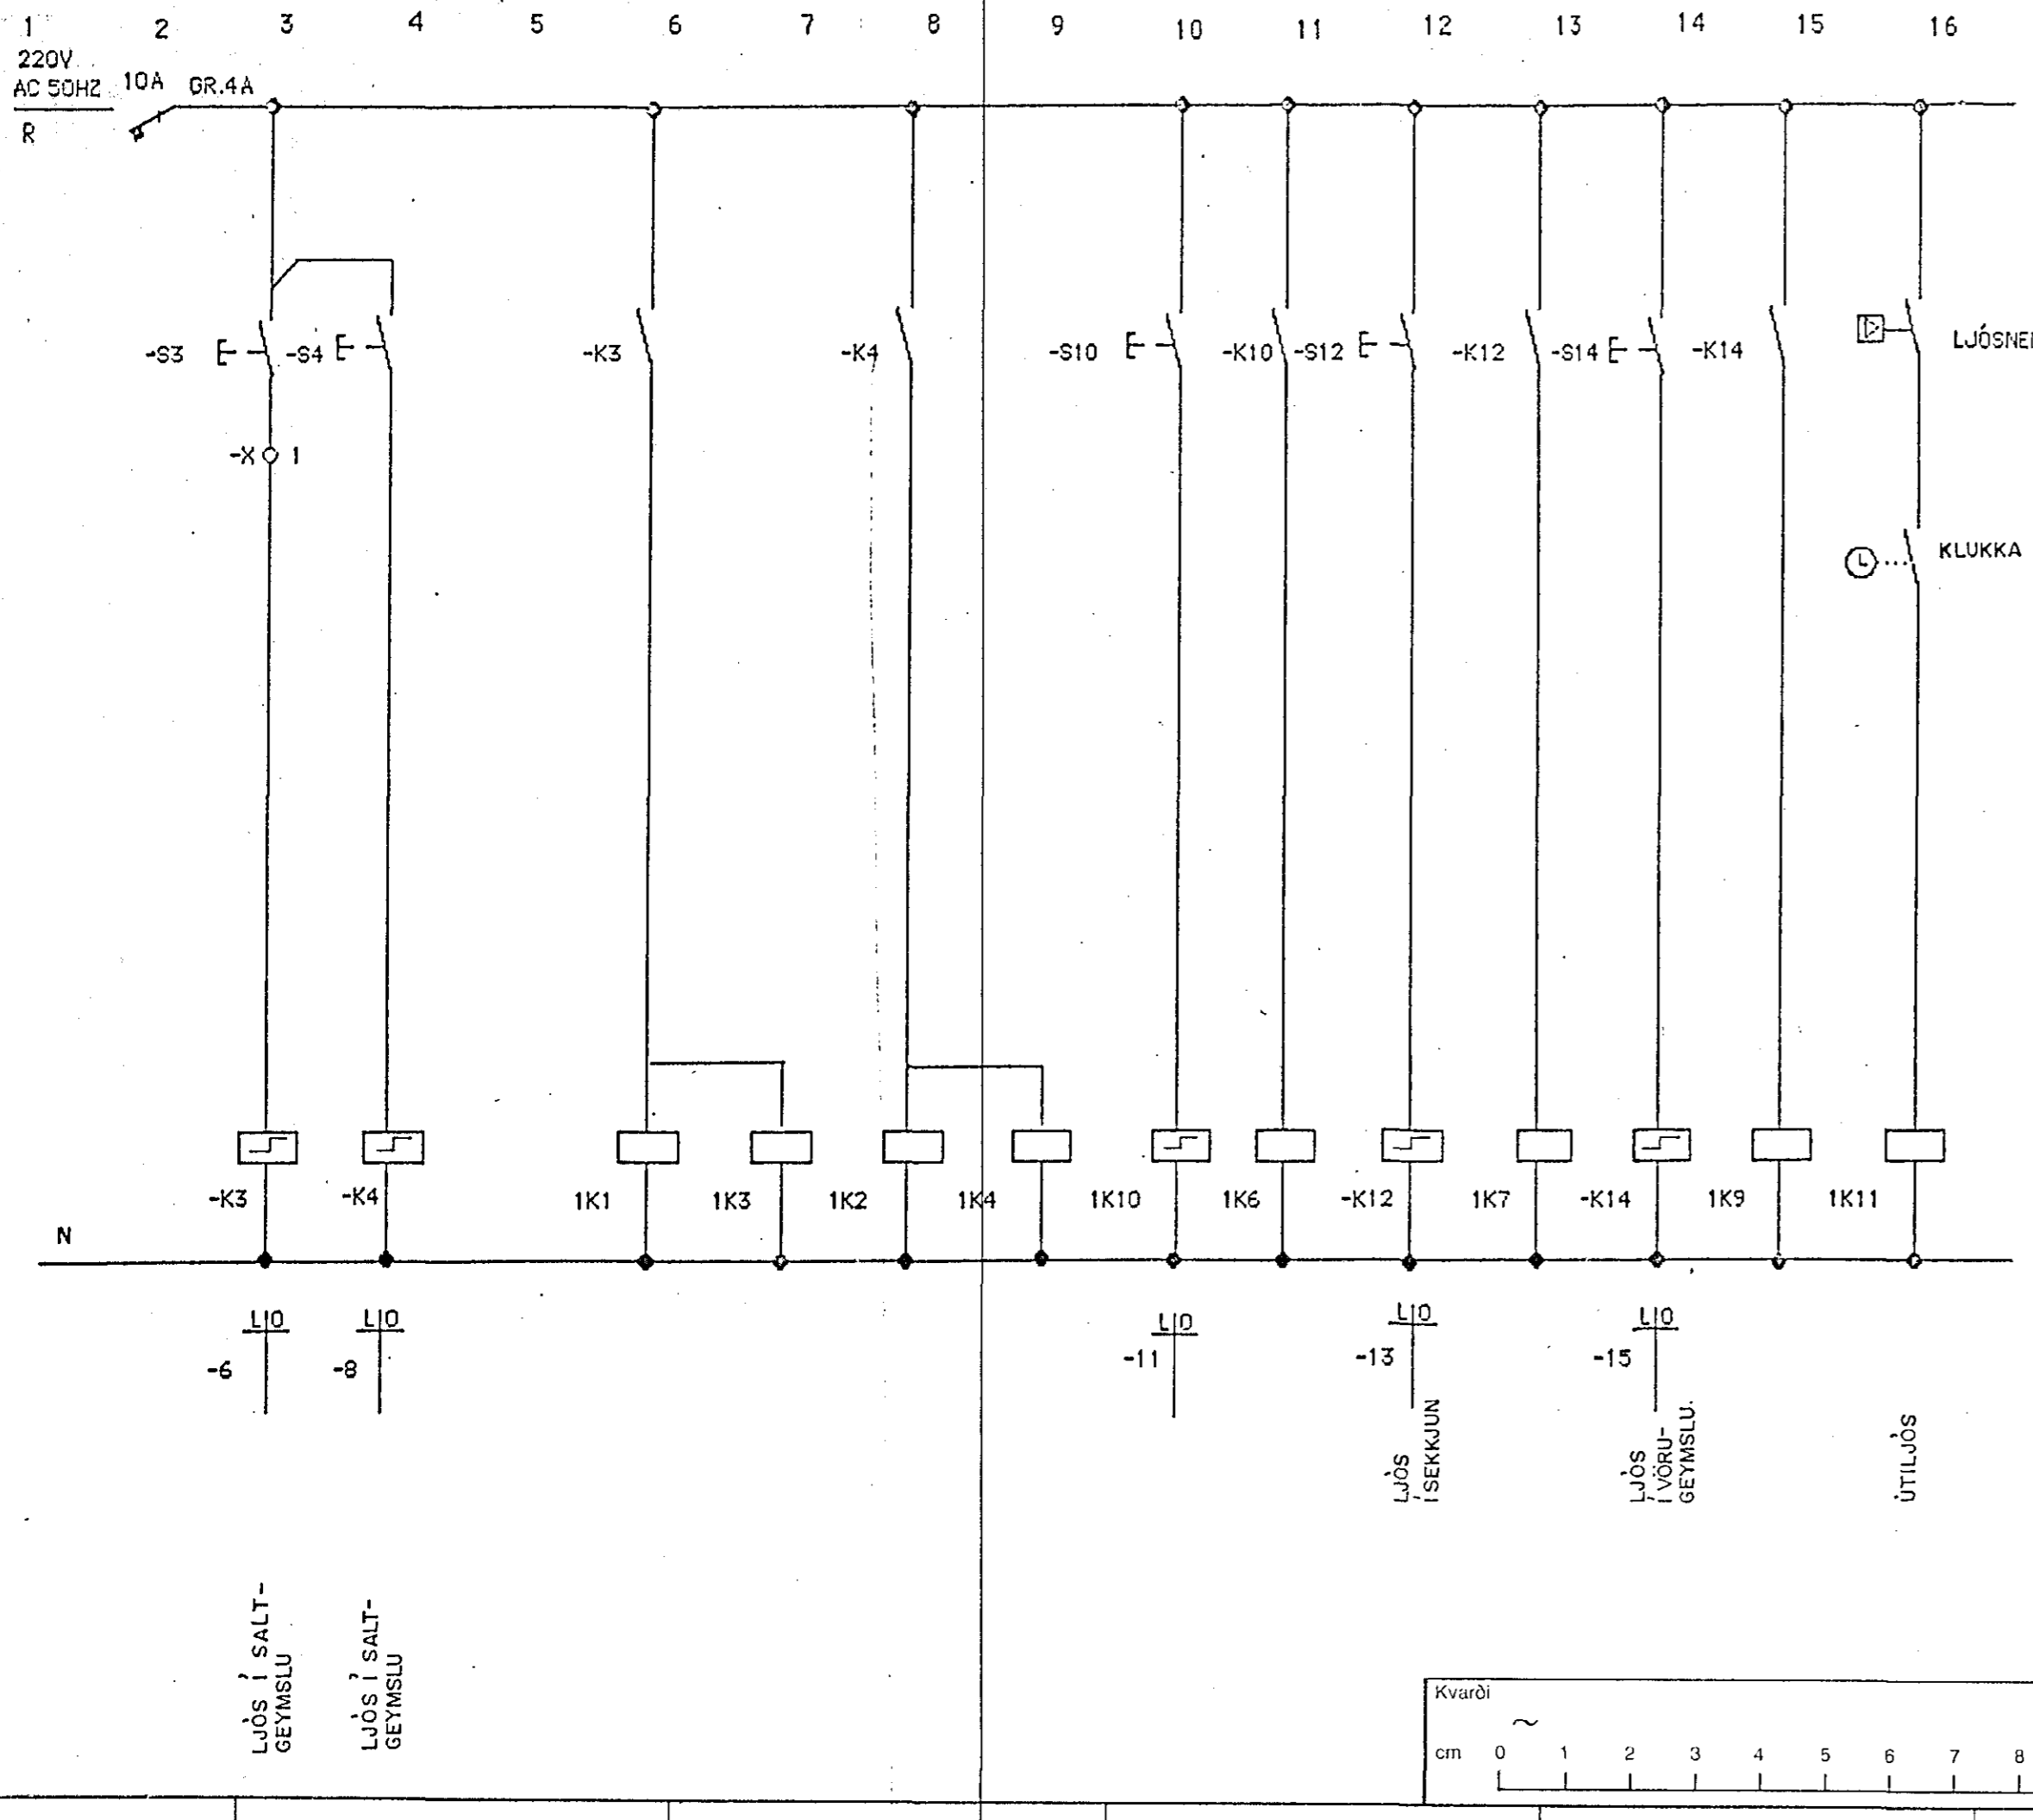 1 2 3 4 5 6 7 8 9 10 11 12 13 14 15 16
220V
AC 50HZ 10A GR.4A
R
-S3 -S4 -K3 -K4 -S10 -K10 -S12 -K12 -S14 -K14
LJÓSNE
-X 1
KLUKKA
-K3 -K4 1K1 1K3 1K2 1K4 1K10 1K6 -K12 1K7 -K14 1K9 1K11
N
L O L O L O L O L O
-6 -8 -11 -13 -15
LJÓS
Í SEKKJUN
LJÓS
Í VÖRU-
GEYMSLU.
ÚTILJÓS
LJÓS Í SALT-
GEYMSLU
LJÓS Í SALT-
GEYMSLU
Kvarði
~
cm 0 1 2 3 4 5 6 7 8